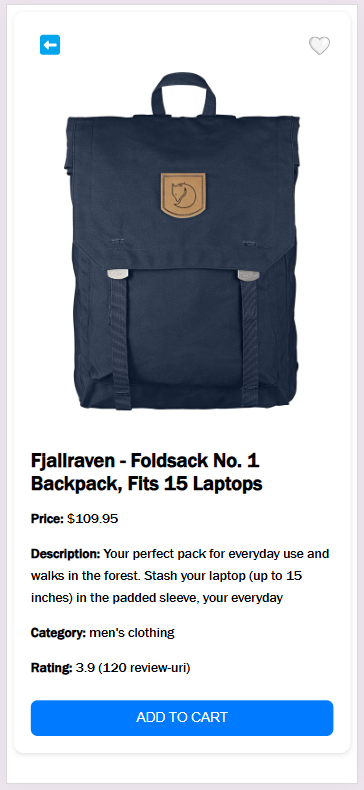 Fjallraven - Foldsack No. 1
Backpack, Fits 15 Laptops
Price: $109.95
Description: Your perfect pack for everyday use and
walks in the forest. Stash your laptop (up to 15
inches) in the padded sleeve, your everyday
Category: men's clothing
Rating: 3.9 (120 review-uri)
ADD TO CART